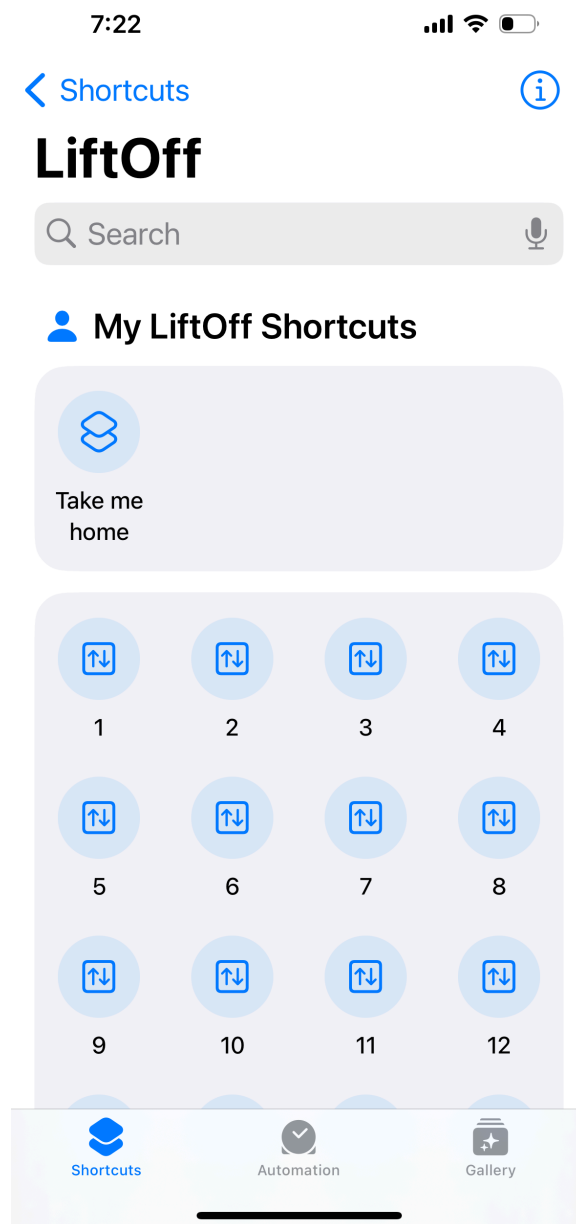 7:22
Shortcuts
LiftOff
Search
My LiftOff Shortcuts
Take me
home
1 2 3 4
5 6 7 8
9 10 11 12
Shortcuts Automation Gallery